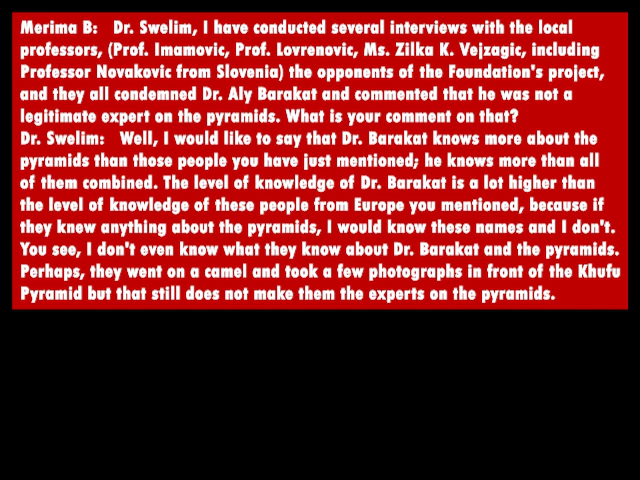 Merima B:   Dr. Swelim, I have conducted several interviews with the local
professors, (Prof. Imamovic, Prof. Lovrenovic, Ms. Zilka K. Vejzagic, including
Professor Novakovic from Slovenia) the opponents of the Foundation's project,
and they all condemned Dr. Aly Barakat and commented that he was not a
legitimate expert on the pyramids. What is your comment on that?
Dr. Swelim:   Well, I would like to say that Dr. Barakat knows more about the
pyramids than those people you have just mentioned; he knows more than all
of them combined. The level of knowledge of Dr. Barakat is a lot higher than
the level of knowledge of these people from Europe you mentioned, because if
they knew anything about the pyramids, I would know these names and I don't.
You see, I don't even know what they know about Dr. Barakat and the pyramids.
Perhaps, they went on a camel and took a few photographs in front of the Khufu
Pyramid but that still does not make them the experts on the pyramids.